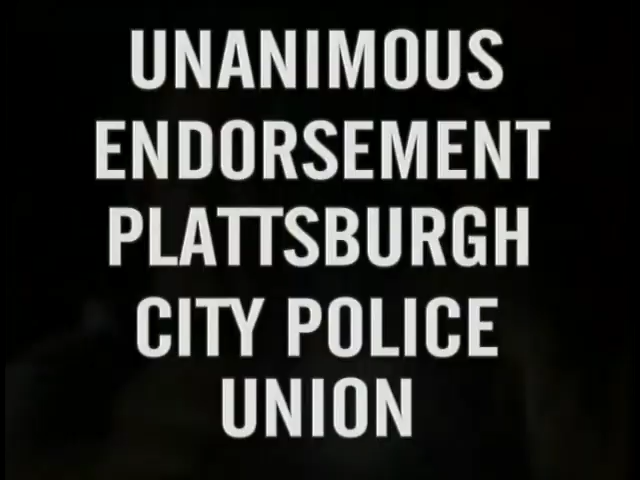 UNANIMOUS
ENDORSEMENT
PLATTSBURGH
CITY POLICE
UNION